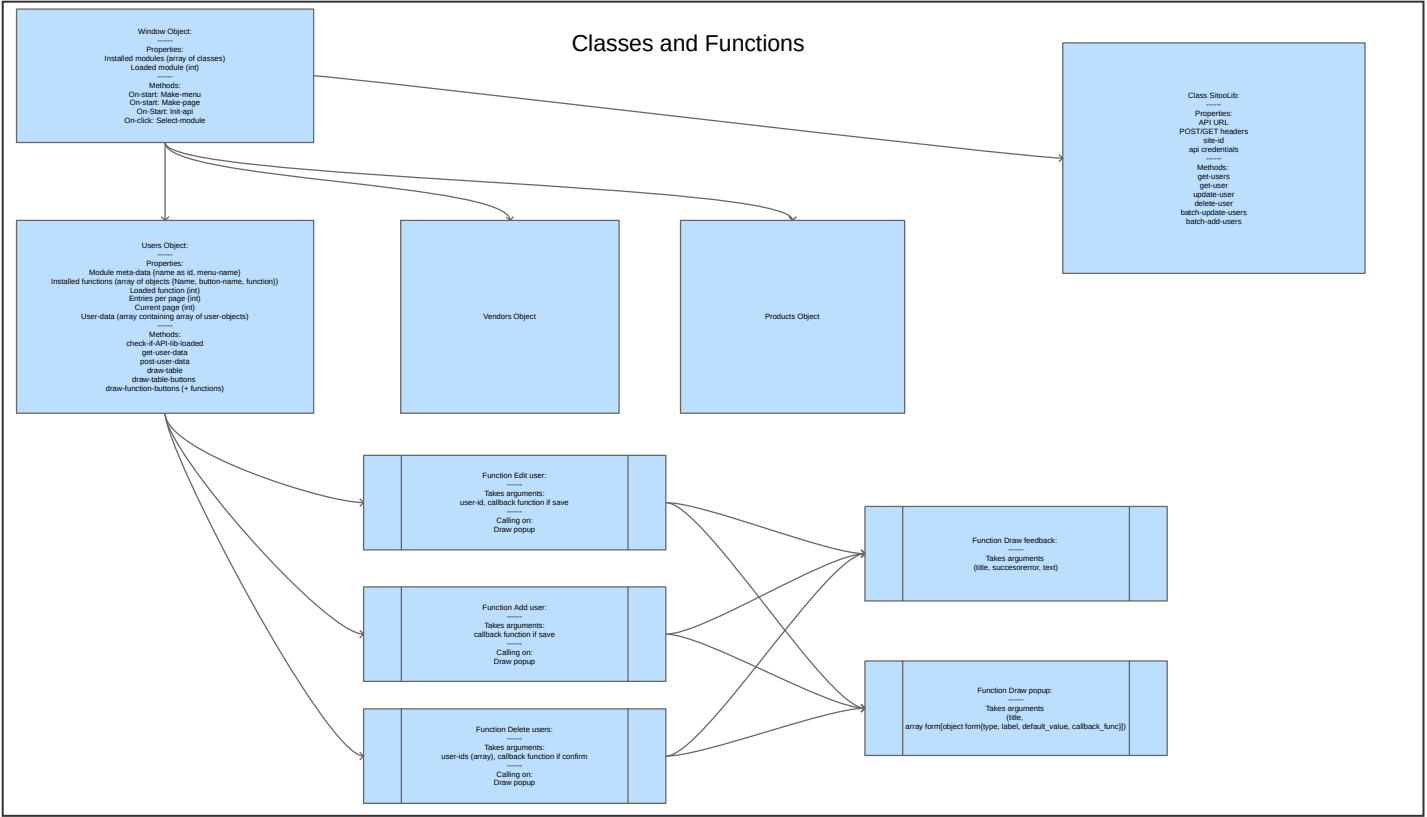 Classes and Functions
Window Object:
------
Properties:
Installed modules (array of classes)
Loaded module (int)
------
Methods:
On-start: Make-menu
On-start: Make-page
On-Start: Init-api
On-click: Select-module
Class SitooLib:
------
Properties:
API URL
POST/GET headers
site-id
api credentials
------
Methods:
get-users
get-user
update-user
delete-user
batch-update-users
batch-add-users
Users Object:
------
Properties:
Module meta-data {name as id, menu-name}
Installed functions (array of objects {Name, button-name, function})
Loaded function (int)
Entries per page (int)
Current page (int)
User-data (array containing array of user-objects)
------
Methods:
check-if-API-lib-loaded
get-user-data
post-user-data
draw-table
draw-table-buttons
draw-function-buttons (+ functions)
Vendors Object
Products Object
Function Edit user:
------
Takes arguments:
user-id, callback function if save
------
Calling on:
Draw popup
Function Add user:
------
Takes arguments:
callback function if save
------
Calling on:
Draw popup
Function Delete users:
------
Takes arguments:
user-ids (array), callback function if confirm
------
Calling on:
Draw popup
Function Draw feedback:
------
Takes arguments
(title, succesorerror, text)
Function Draw popup:
------
Takes arguments
(title,
array form[object form{type, label, default_value, callback_func}])